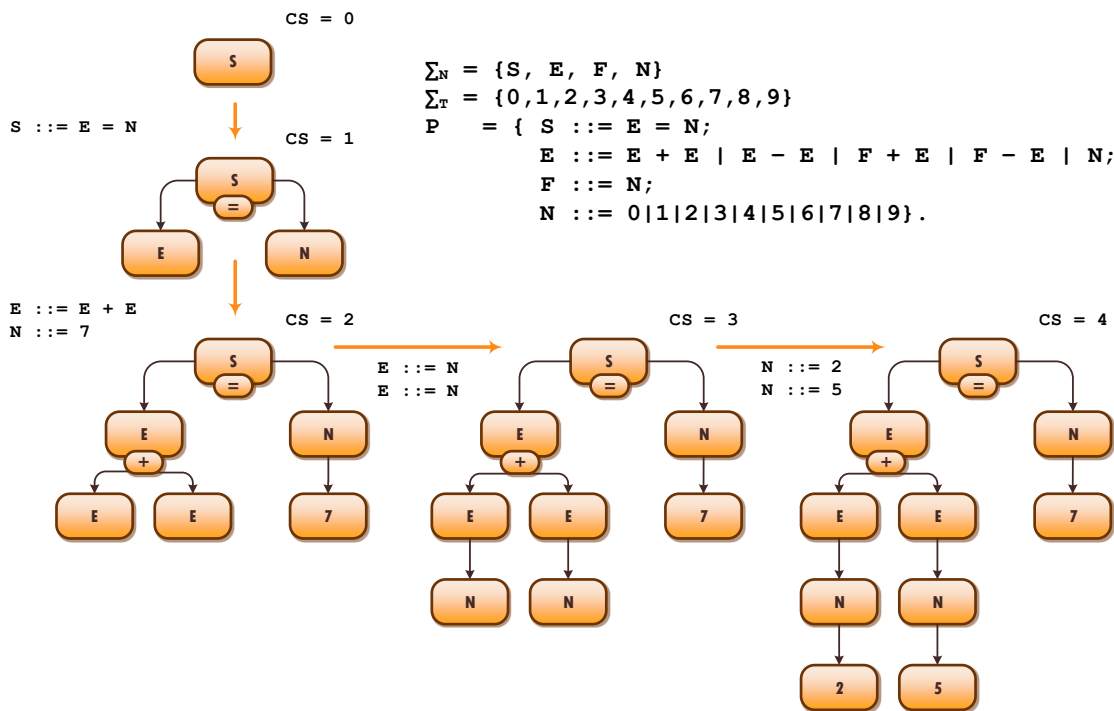 CS = 0
S
∑N = {S, E, F, N}
∑T = {0,1,2,3,4,5,6,7,8,9}
P = { S ::= E = N;
E ::= E + E | E − E | F + E | F − E | N;
F ::= N;
N ::= 0|1|2|3|4|5|6|7|8|9}.
S ::= E = N
CS = 1
S
=
E N
E ::= E + E
N ::= 7
CS = 2
S
=
E N
+
E E 7
E ::= N
E ::= N
CS = 3
S
=
E N
+
E E 7
N N
N ::= 2
N ::= 5
CS = 4
S
=
E N
+
E E 7
N N
2 5